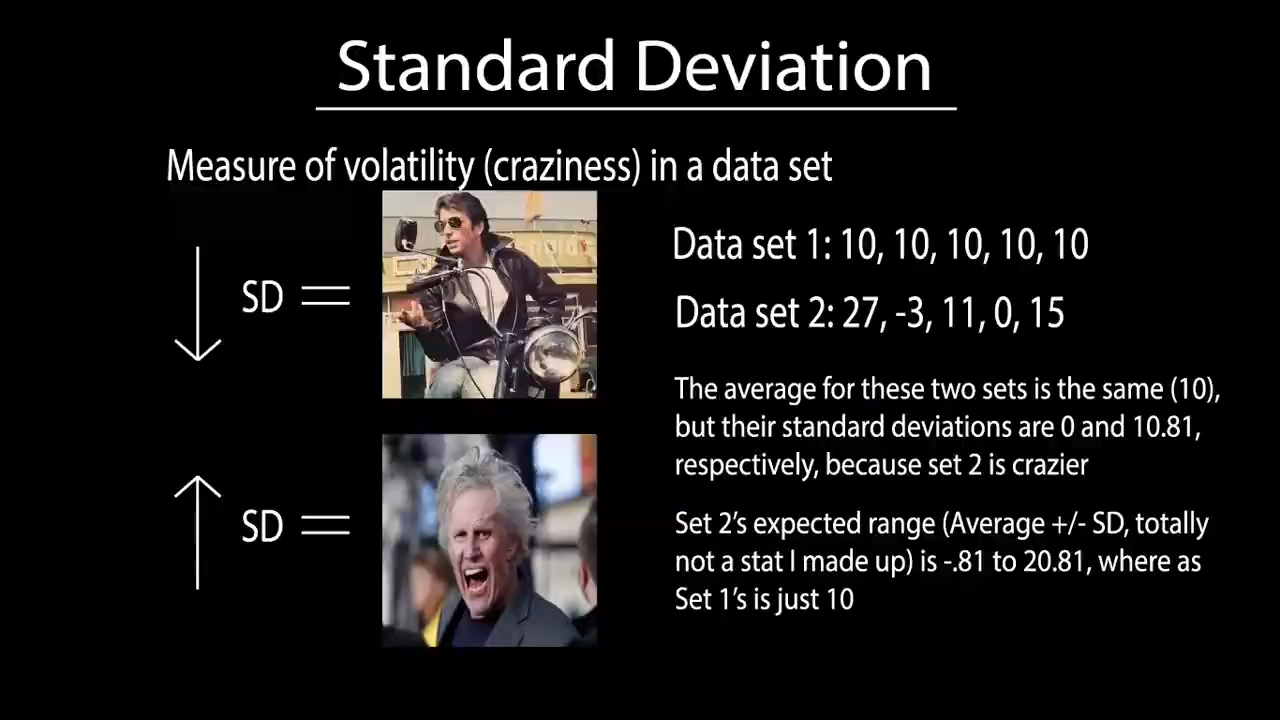 Standard Deviation
Measure of volatility (craziness) in a data set
SD =
SD =
Data set 1: 10, 10, 10, 10, 10
Data set 2: 27, -3, 11, 0, 15
The average for these two sets is the same (10),
but their standard deviations are 0 and 10.81,
respectively, because set 2 is crazier
Set 2's expected range (Average +/- SD, totally
not a stat I made up) is -.81 to 20.81, where as
Set 1's is just 10